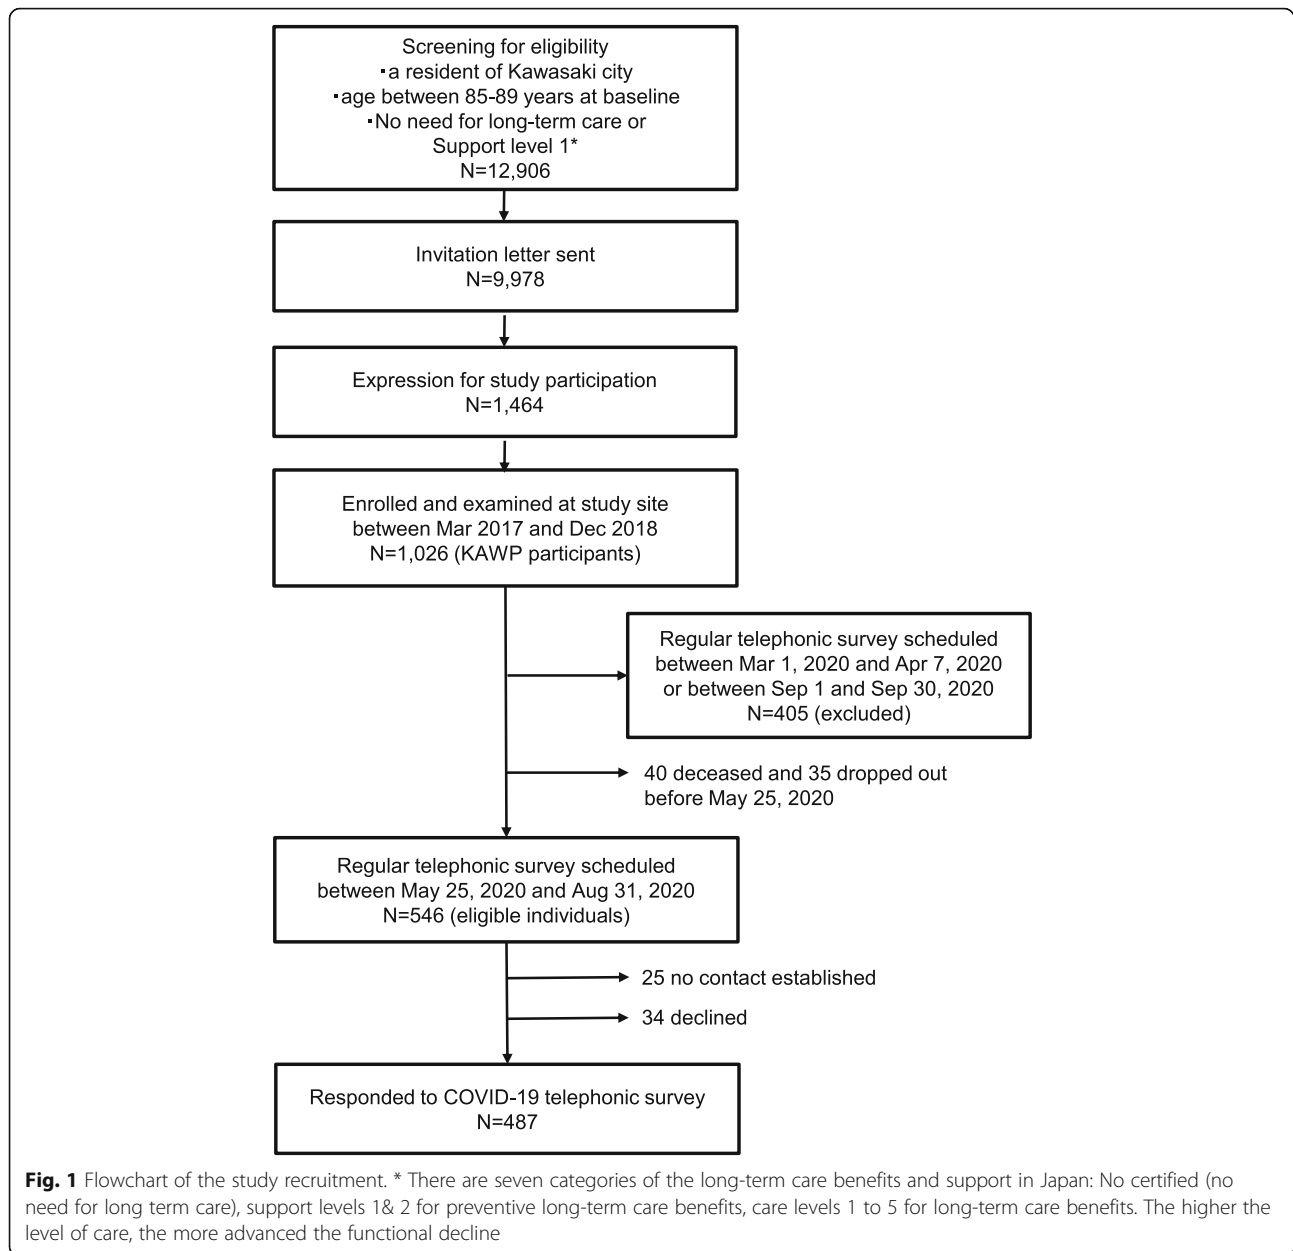 Screening for eligibility
▪a resident of Kawasaki city
▪age between 85-89 years at baseline
▪No need for long-term care or
Support level 1*
N=12,906
Invitation letter sent
N=9,978
Expression for study participation
N=1,464
Enrolled and examined at study site
between Mar 2017 and Dec 2018
N=1,026 (KAWP participants)
Regular telephonic survey scheduled
between Mar 1, 2020 and Apr 7, 2020
or between Sep 1 and Sep 30, 2020
N=405 (excluded)
40 deceased and 35 dropped out
before May 25, 2020
Regular telephonic survey scheduled
between May 25, 2020 and Aug 31, 2020
N=546 (eligible individuals)
25 no contact established
34 declined
Responded to COVID-19 telephonic survey
N=487
Fig. 1 Flowchart of the study recruitment. * There are seven categories of the long-term care benefits and support in Japan: No certified (no
need for long term care), support levels 1& 2 for preventive long-term care benefits, care levels 1 to 5 for long-term care benefits. The higher the
level of care, the more advanced the functional decline